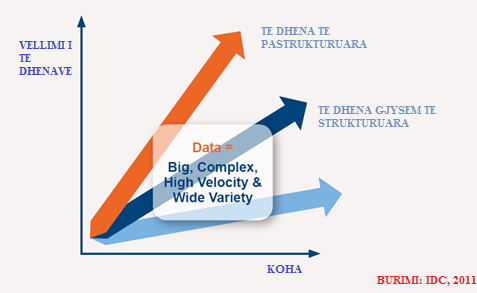 VELLIMI I
TE
DHENAVE
TE DHENA TE
PASTRUKTURUARA
TE DHENA GJYSEM TE
STRUKTURUARA
Data =
Big, Complex,
High Velocity &
Wide Variety
KOHA
BURIMI: IDC, 2011